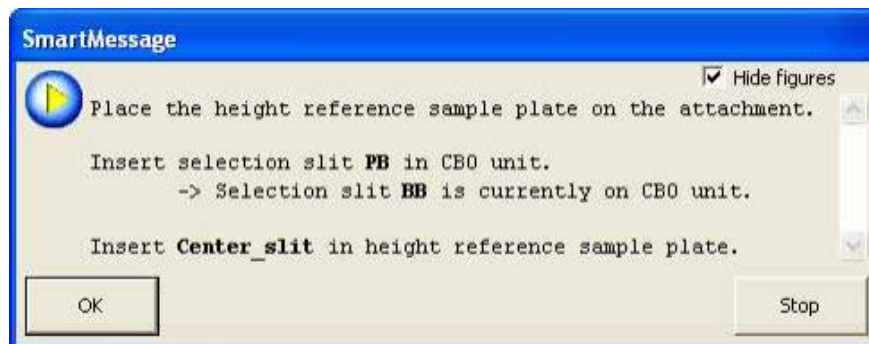 SmartMessage
Hide figures
Place the height reference sample plate on the attachment.
Insert selection slit PB in CBO unit.
-> Selection slit BB is currently on CBO unit.
Insert Center_slit in height reference sample plate.
OK
Stop